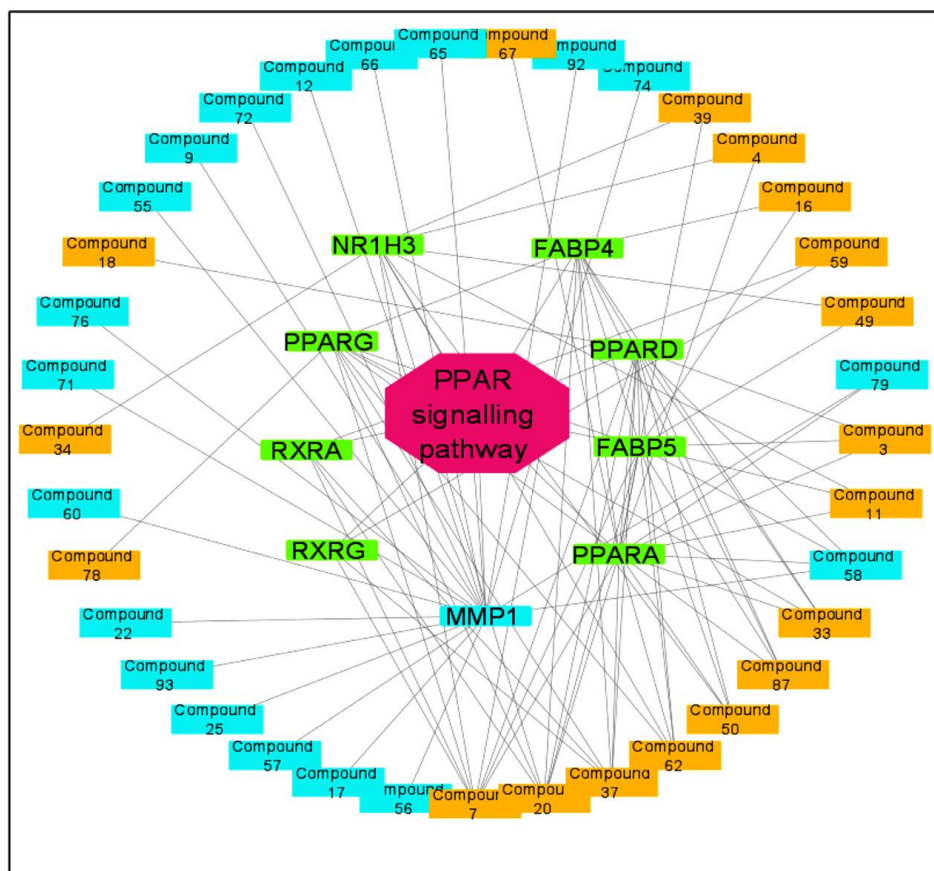 Compound
65
Compou
66
mpound
67
mpound
92
Compound
12
Compound
74
Compound
72
Compound
39
Compound
9
Compound
4
Compound
55
Compound
16
Compound
18
NR1H3
FABP4
Compound
59
Compound
76
Compound
49
PPARG
PPARD
Compound
71
PPAR
signalling
pathway
Compound
79
Compound
34
RXRA
FABP5
Compound
3
Compound
60
Compound
11
Compound
78
RXRG
PPARA
Compound
58
Compound
22
MMP1
Compound
33
Compound
93
Compound
87
Compound
25
Compound
50
Compound
57
Compound
62
Compound
17
Compound
37
mpound
56
Compoun
7
Compou
20